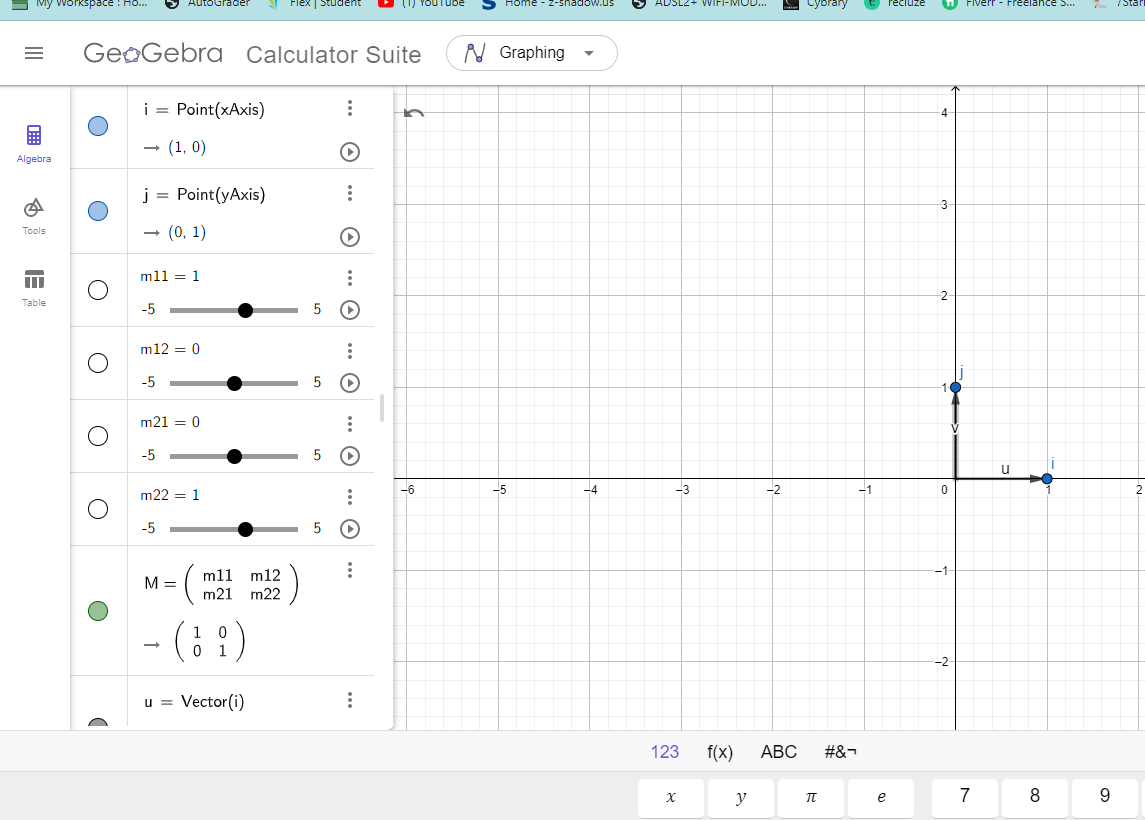 My Workspace : Ho... AutoGrader Flex | Student (1) YouTube Home - z-shadow.us ADSL2+ WIFI-MOD... Cybrary recluze Fiverr - Freelance S...
GeoGebra Calculator Suite Graphing
Algebra
Tools
Table
i = Point(xAxis)
→ (1, 0)
j = Point(yAxis)
→ (0, 1)
m11 = 1
-5 5
m12 = 0
-5 5
m21 = 0
-5 5
m22 = 1
-5 5
M = ( m11 m12
m21 m22 )
→ ( 1 0
0 1 )
u = Vector(i)
4
3
2
1 j
v
u i
−6 −5 −4 −3 −2 −1 0 1 2
−1
−2
123 f(x) ABC #&¬
x y π e 7 8 9